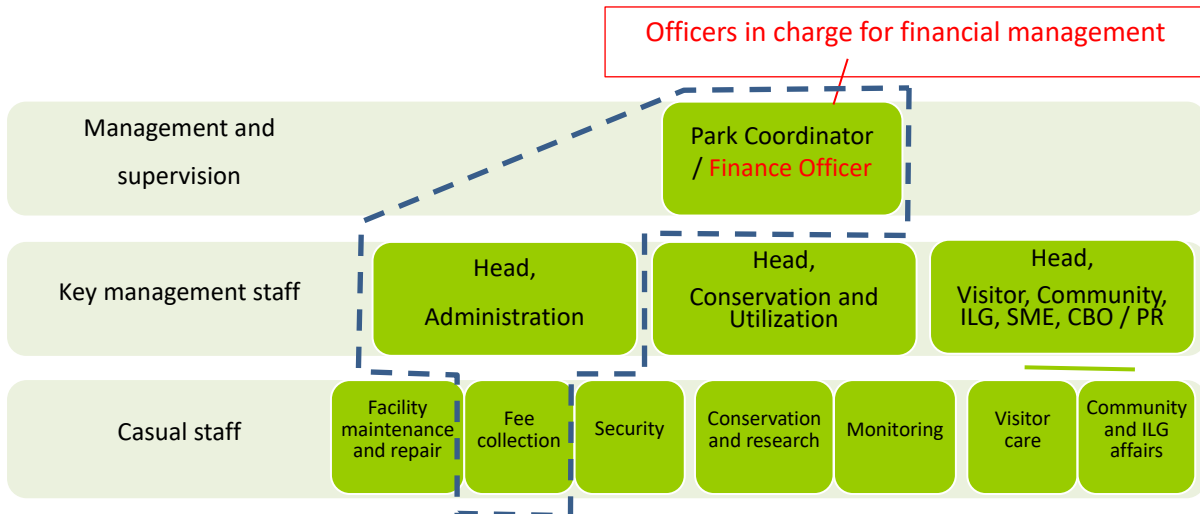 Officers in charge for financial management
Management and
supervision
Park Coordinator
/ Finance Officer
Key management staff
Head,
Administration
Head,
Conservation and
Utilization
Head,
Visitor, Community,
ILG, SME, CBO / PR
Casual staff
Facility
maintenance
and repair
Fee
collection
Security
Conservation
and research
Monitoring
Visitor
care
Community
and ILG
affairs